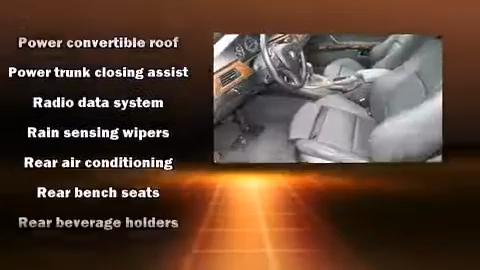 Power convertible roof
Power trunk closing assist
Radio data system
Rain sensing wipers
Rear air conditioning
Rear bench seats
Rear beverage holders